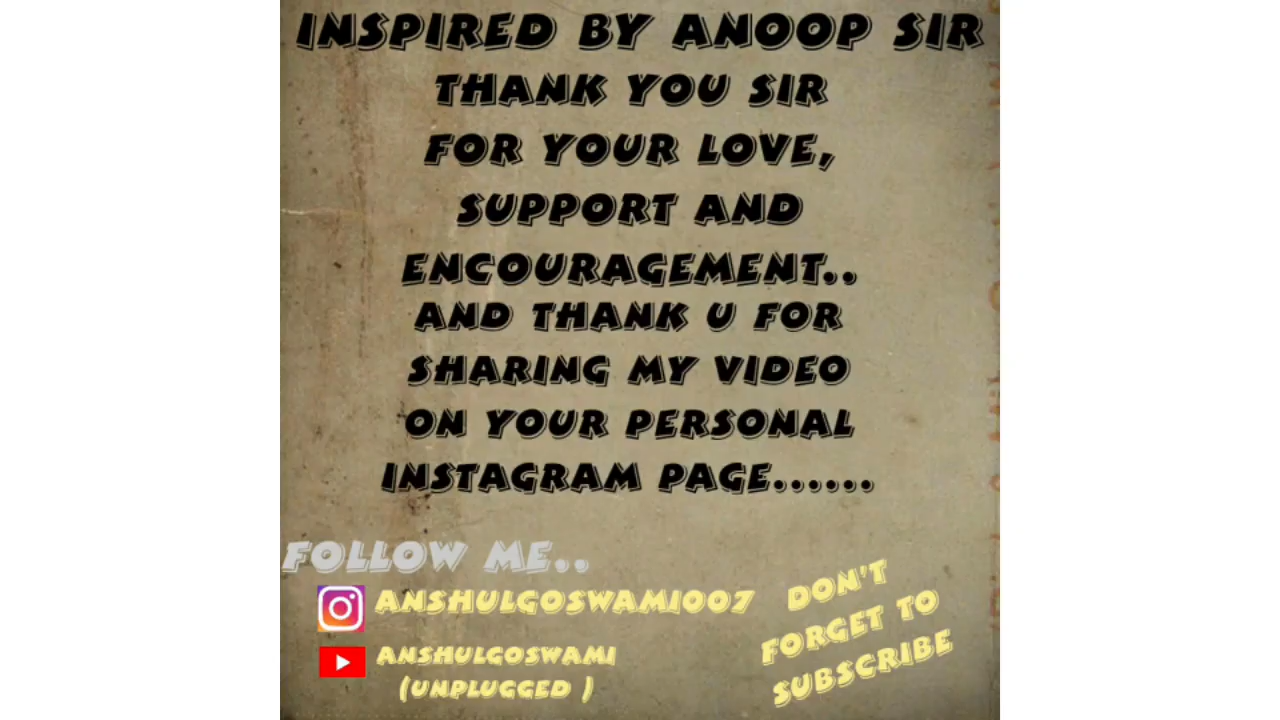 INSPIRED BY ANOOP SIR
THANK YOU SIR
FOR YOUR LOVE,
SUPPORT AND
ENCOURAGEMENT..
AND THANK U FOR
SHARING MY VIDEO
ON YOUR PERSONAL
INSTAGRAM PAGE......
FOLLOW ME..
ANSHULGOSWAMI007
ANSHULGOSWAMI
(UNPLUGGED )
DON'T
FORGET TO
SUBSCRIBE